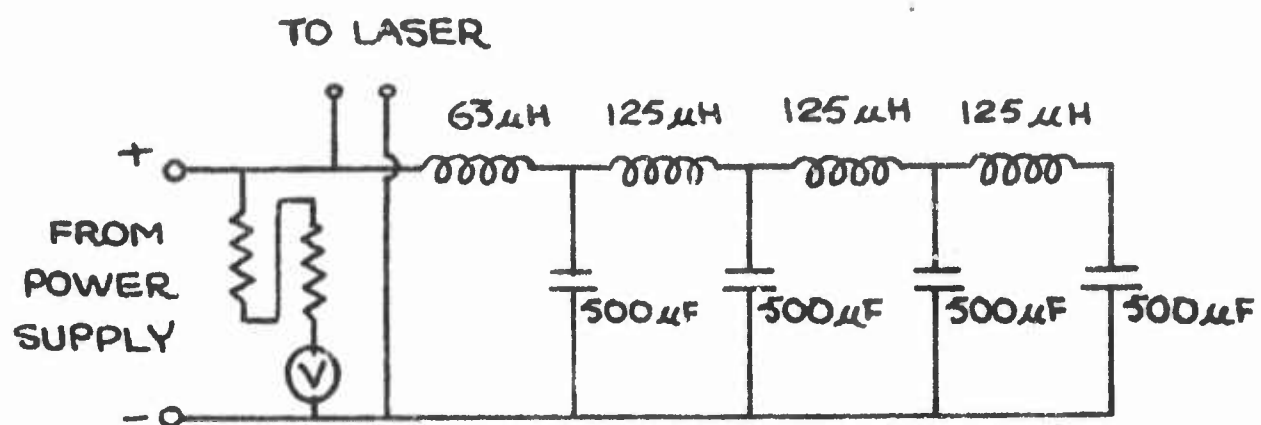 TO LASER
63µH 125µH 125µH 125µH
+
FROM
POWER
SUPPLY
V
500µF 500µF 500µF 500µF
-